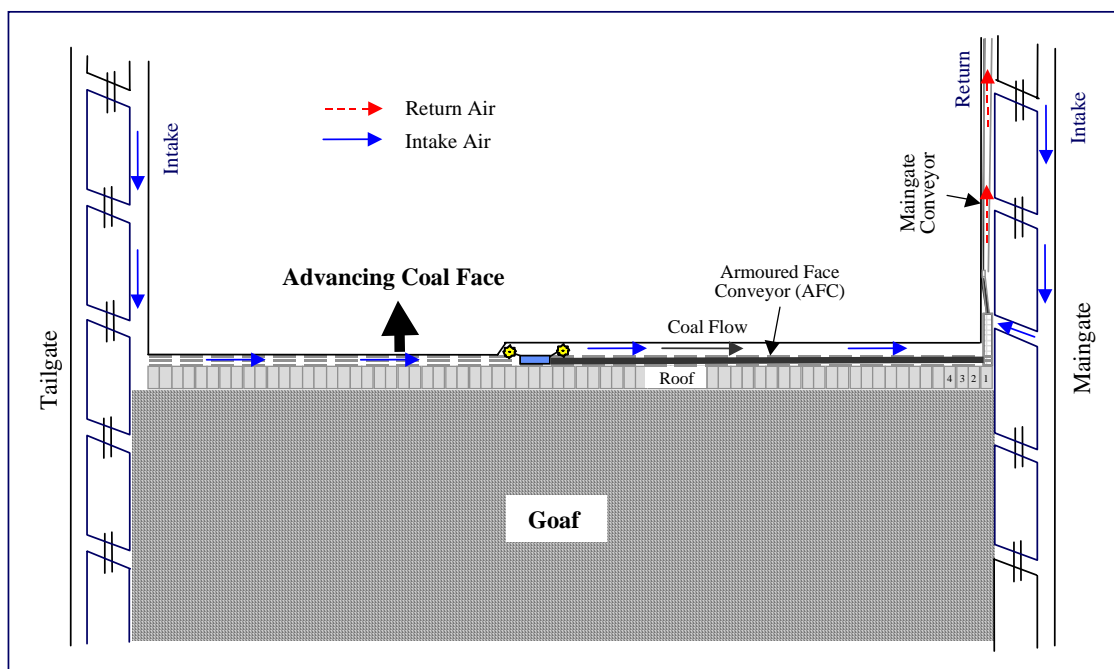 Return Air
Intake Air
Intake
Return
Intake
Maingate
Conveyor
Advancing Coal Face
Armoured Face
Conveyor (AFC)
Coal Flow
Tailgate
Maingate
Roof
4 3 2 1
Goaf